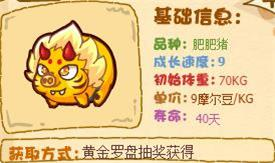 基础信息:
品种: 肥肥猪
成长速度: 9
初始体重: 70KG
单价: 9摩尔豆/KG
寿命: 40天
获取方式: 黄金罗盘抽奖获得